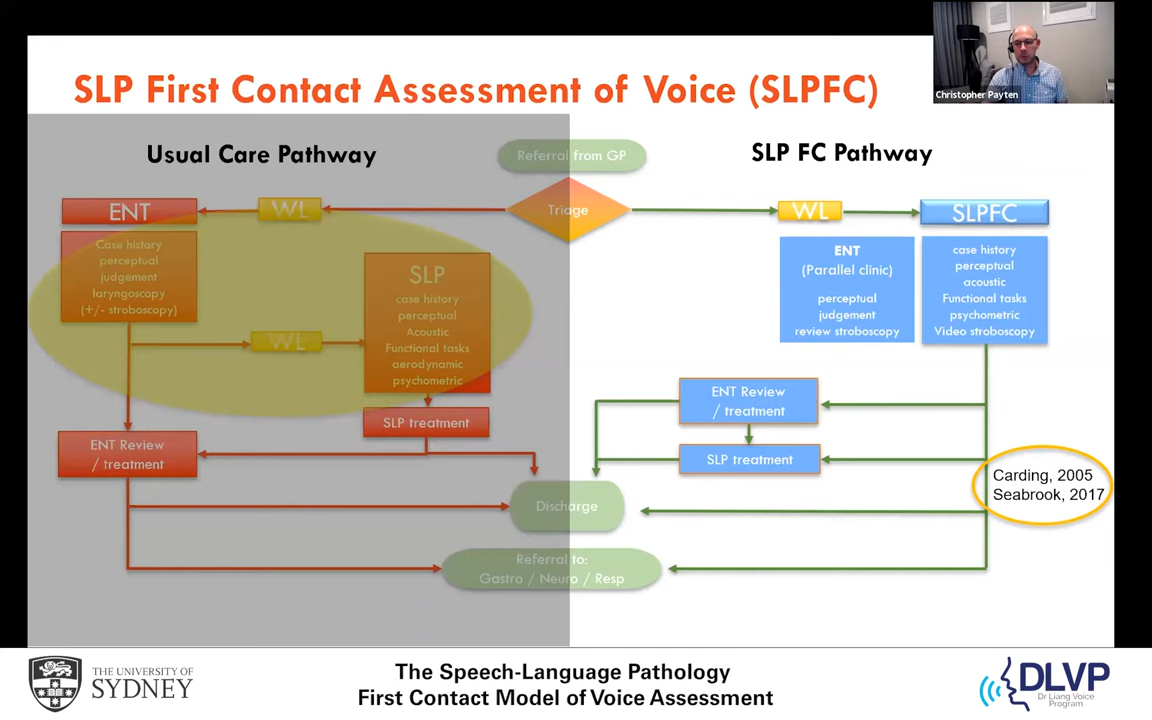 SLP First Contact Assessment of Voice (SLPFC)
Christopher Payten
Usual Care Pathway
Referral from GP
SLP FC Pathway
ENT
WL
Triage
WL
SLPFC
Case history
perceptual
judgement
laryngoscopy
(+/- stroboscopy)
SLP
case history
perceptual
Acoustic
Functional tasks
aerodynamic
psychometric
WL
ENT
(Parallel clinic)
perceptual
judgement
review stroboscopy
case history
perceptual
acoustic
Functional tasks
psychometric
Video stroboscopy
ENT Review
/ treatment
SLP treatment
ENT Review
/ treatment
SLP treatment
Carding, 2005
Seabrook, 2017
Discharge
Referral to:
Gastro / Neuro / Resp
THE UNIVERSITY OF
SYDNEY
The Speech-Language Pathology
First Contact Model of Voice Assessment
DLVP
Dr Liang Voice
Program